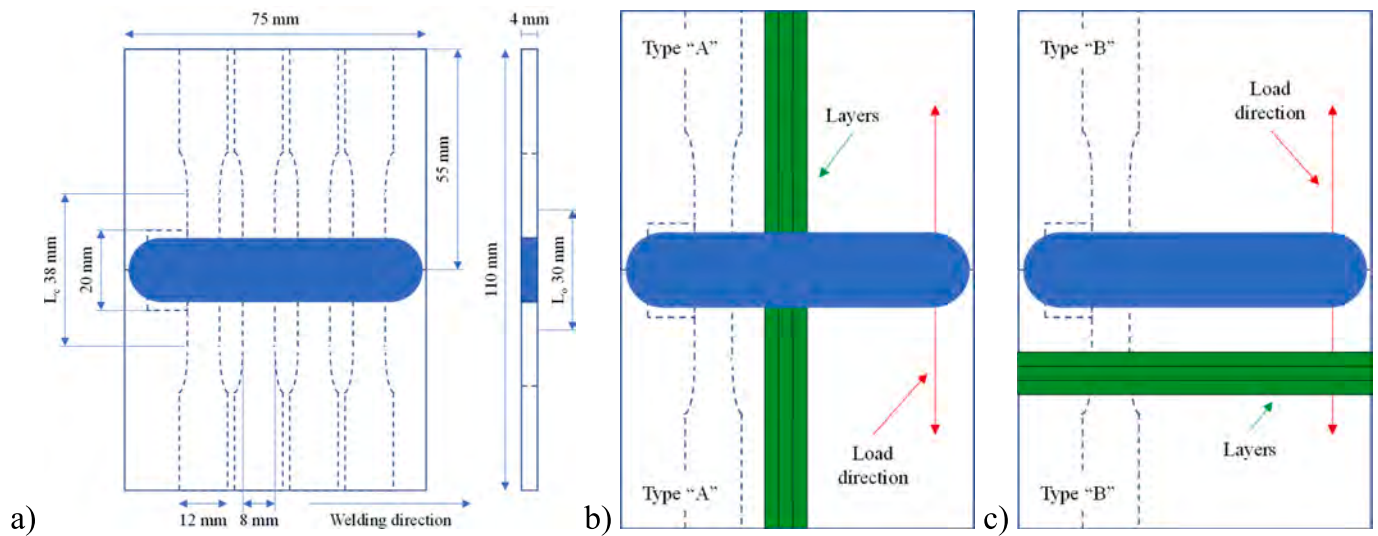 75 mm
4 mm
55 mm
Lc 38 mm
20 mm
110 mm
Lo 30 mm
12 mm
8 mm
Welding direction
a)
Type “A”
Layers
Load
direction
Type “A”
b)
Type “B”
Load
direction
Layers
Type “B”
c)